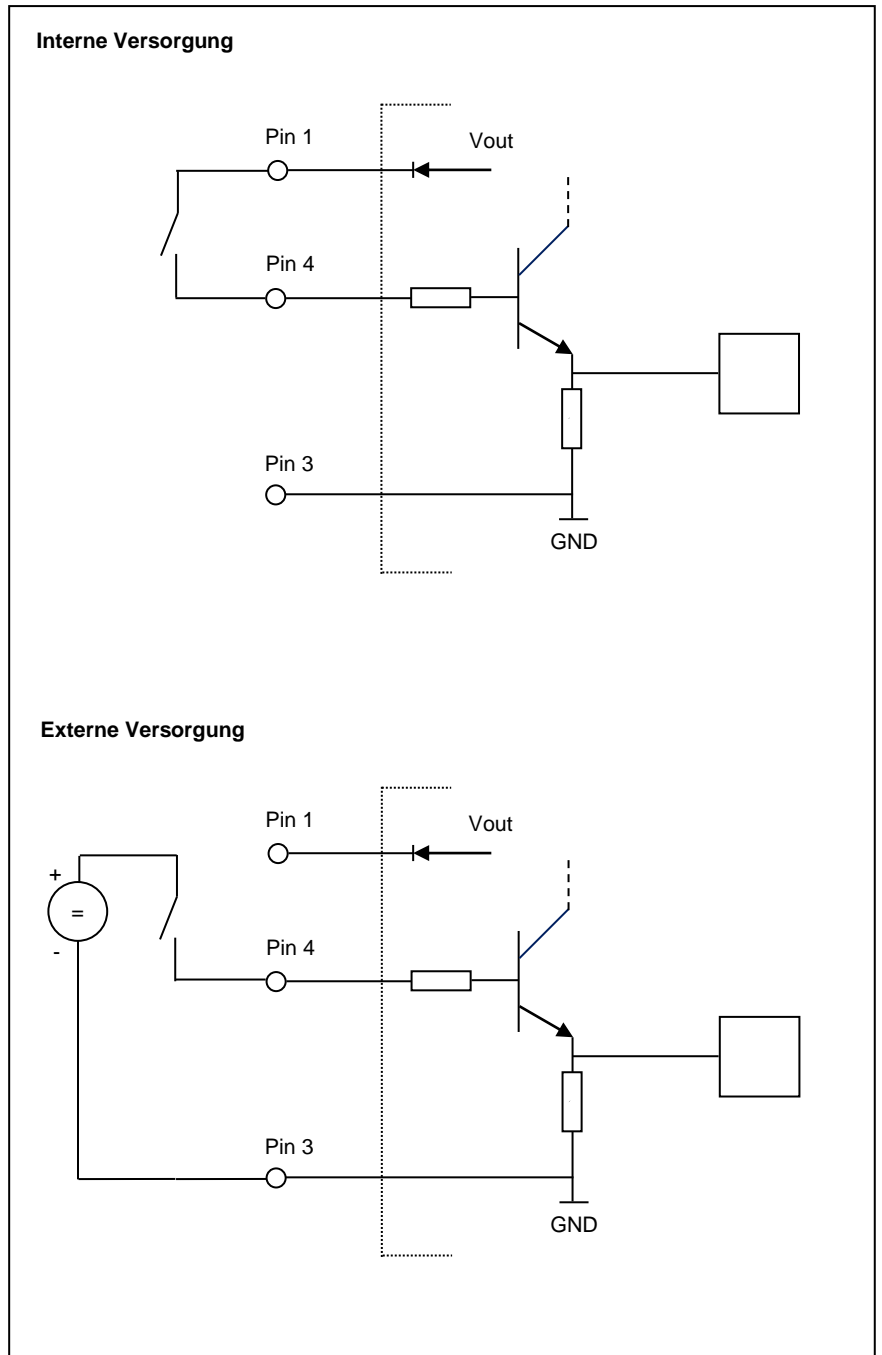 Interne Versorgung
Pin 1
Vout
Pin 4
Pin 3
GND
Externe Versorgung
Pin 1
Vout
+
=
-
Pin 4
Pin 3
GND